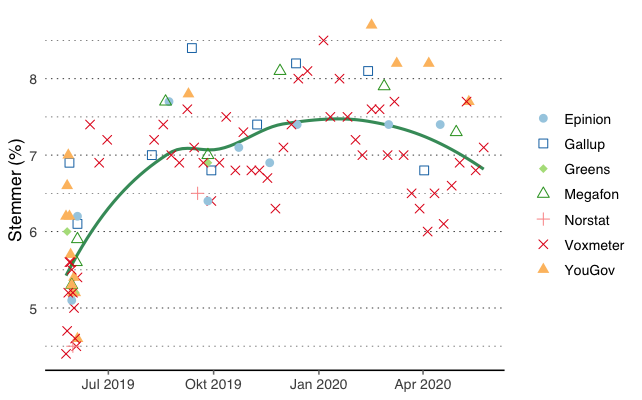 Stemmer (%)
8
7
6
5
Jul 2019
Okt 2019
Jan 2020
Apr 2020
Epinion
Gallup
Greens
Megafon
Norstat
Voxmeter
YouGov